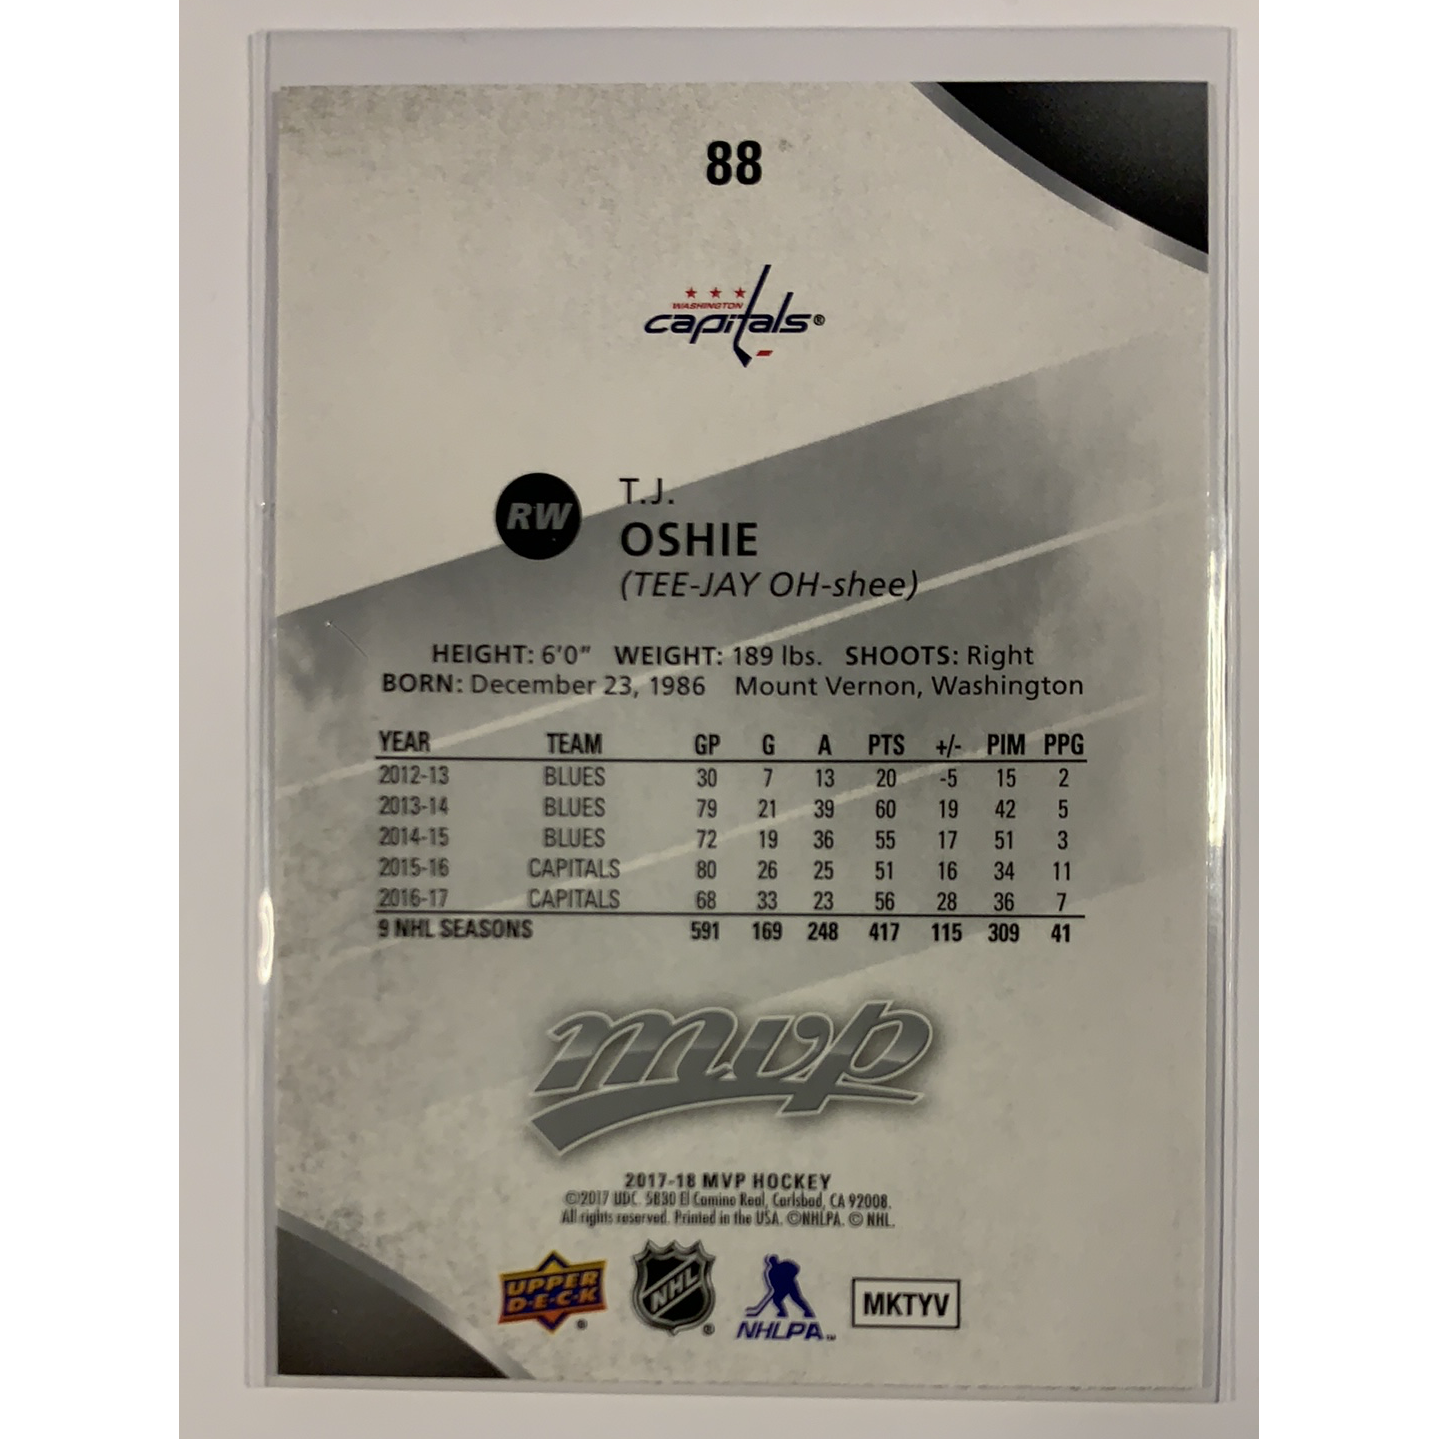 88
WASHINGTON
capitals®
RW
T.J.
OSHIE
(TEE-JAY OH-shee)
HEIGHT: 6'0" WEIGHT: 189 lbs. SHOOTS: Right
BORN: December 23, 1986 Mount Vernon, Washington
YEAR TEAM GP G A PTS +/- PIM PPG
2012-13 BLUES 30 7 13 20 -5 15 2
2013-14 BLUES 79 21 39 60 19 42 5
2014-15 BLUES 72 19 36 55 17 51 3
2015-16 CAPITALS 80 26 25 51 16 34 11
2016-17 CAPITALS 68 33 23 56 28 36 7
9 NHL SEASONS 591 169 248 417 115 309 41
mvp
2017-18 MVP HOCKEY
©2017 UDC. 5830 El Camino Real, Carlsbad, CA 92008.
All rights reserved. Printed in the USA. ©NHLPA. © NHL.
UPPER
D·E·C·K
®
NHL
®
NHLPA™
MKTYV